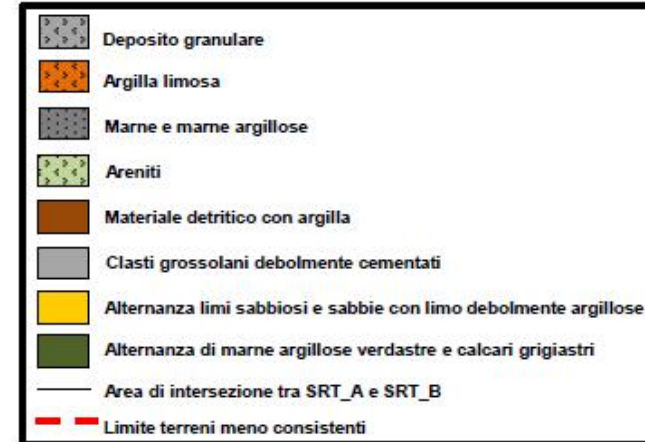 Deposito granulare
Argilla limosa
Marne e marne argillose
Areniti
Materiale detritico con argilla
Clasti grossolani debolmente cementati
Alternanza limi sabbiosi e sabbie con limo debolmente argillose
Alternanza di marne argillose verdastre e calcari grigiastri
Area di intersezione tra SRT_A e SRT_B
Limite terreni meno consistenti